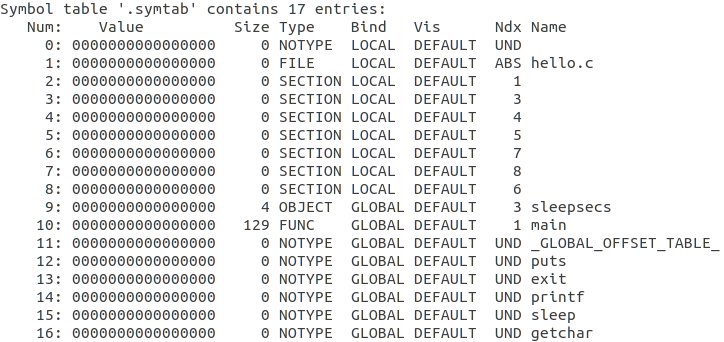 Symbol table '.symtab' contains 17 entries:
   Num:    Value          Size Type    Bind   Vis      Ndx Name
     0: 0000000000000000     0 NOTYPE  LOCAL  DEFAULT  UND
     1: 0000000000000000     0 FILE    LOCAL  DEFAULT  ABS hello.c
     2: 0000000000000000     0 SECTION LOCAL  DEFAULT    1
     3: 0000000000000000     0 SECTION LOCAL  DEFAULT    3
     4: 0000000000000000     0 SECTION LOCAL  DEFAULT    4
     5: 0000000000000000     0 SECTION LOCAL  DEFAULT    5
     6: 0000000000000000     0 SECTION LOCAL  DEFAULT    7
     7: 0000000000000000     0 SECTION LOCAL  DEFAULT    8
     8: 0000000000000000     0 SECTION LOCAL  DEFAULT    6
     9: 0000000000000000     4 OBJECT  GLOBAL DEFAULT    3 sleepsecs
    10: 0000000000000000   129 FUNC    GLOBAL DEFAULT    1 main
    11: 0000000000000000     0 NOTYPE  GLOBAL DEFAULT  UND _GLOBAL_OFFSET_TABLE_
    12: 0000000000000000     0 NOTYPE  GLOBAL DEFAULT  UND puts
    13: 0000000000000000     0 NOTYPE  GLOBAL DEFAULT  UND exit
    14: 0000000000000000     0 NOTYPE  GLOBAL DEFAULT  UND printf
    15: 0000000000000000     0 NOTYPE  GLOBAL DEFAULT  UND sleep
    16: 0000000000000000     0 NOTYPE  GLOBAL DEFAULT  UND getchar